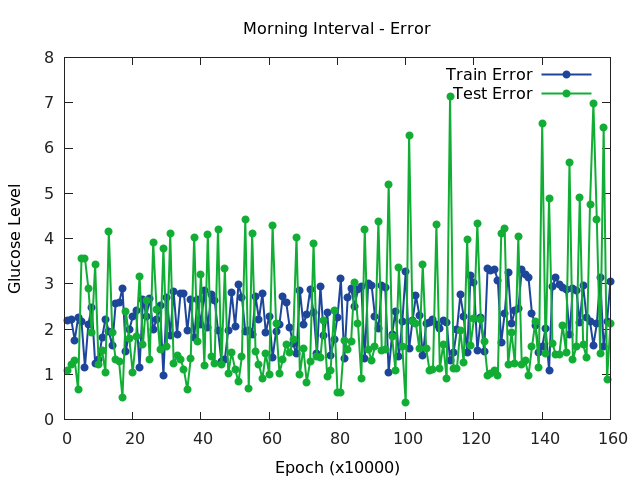 Morning Interval - Error
8
7
6
5
4
3
2
1
0
Glucose Level
Train Error
Test Error
0 20 40 60 80 100 120 140 160
Epoch (x10000)